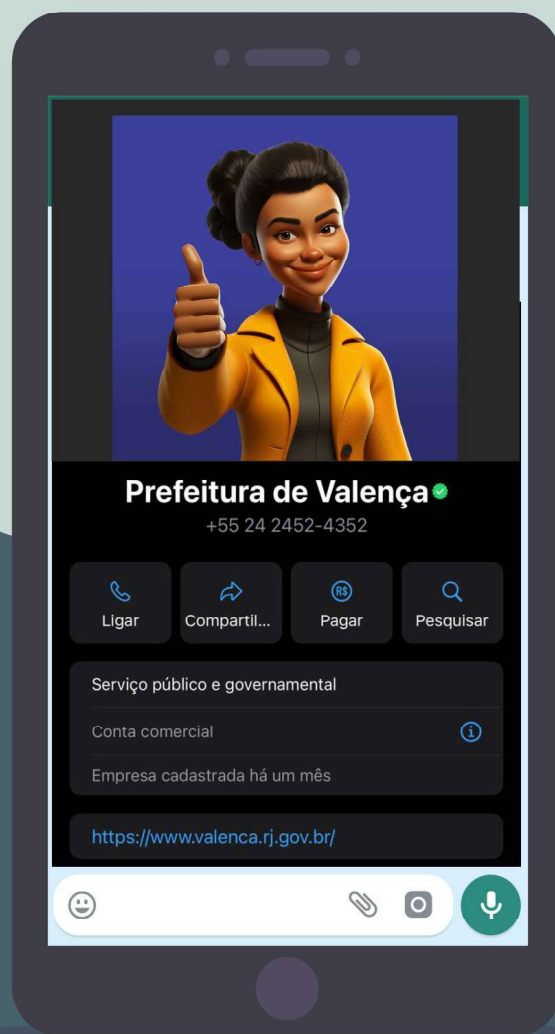 Prefeitura de Valença
+55 24 2452-4352
Ligar
Compartil...
R$
Pagar
Pesquisar
Serviço público e governamental
Conta comercial
Empresa cadastrada há um mês
https://www.valenca.rj.gov.br/